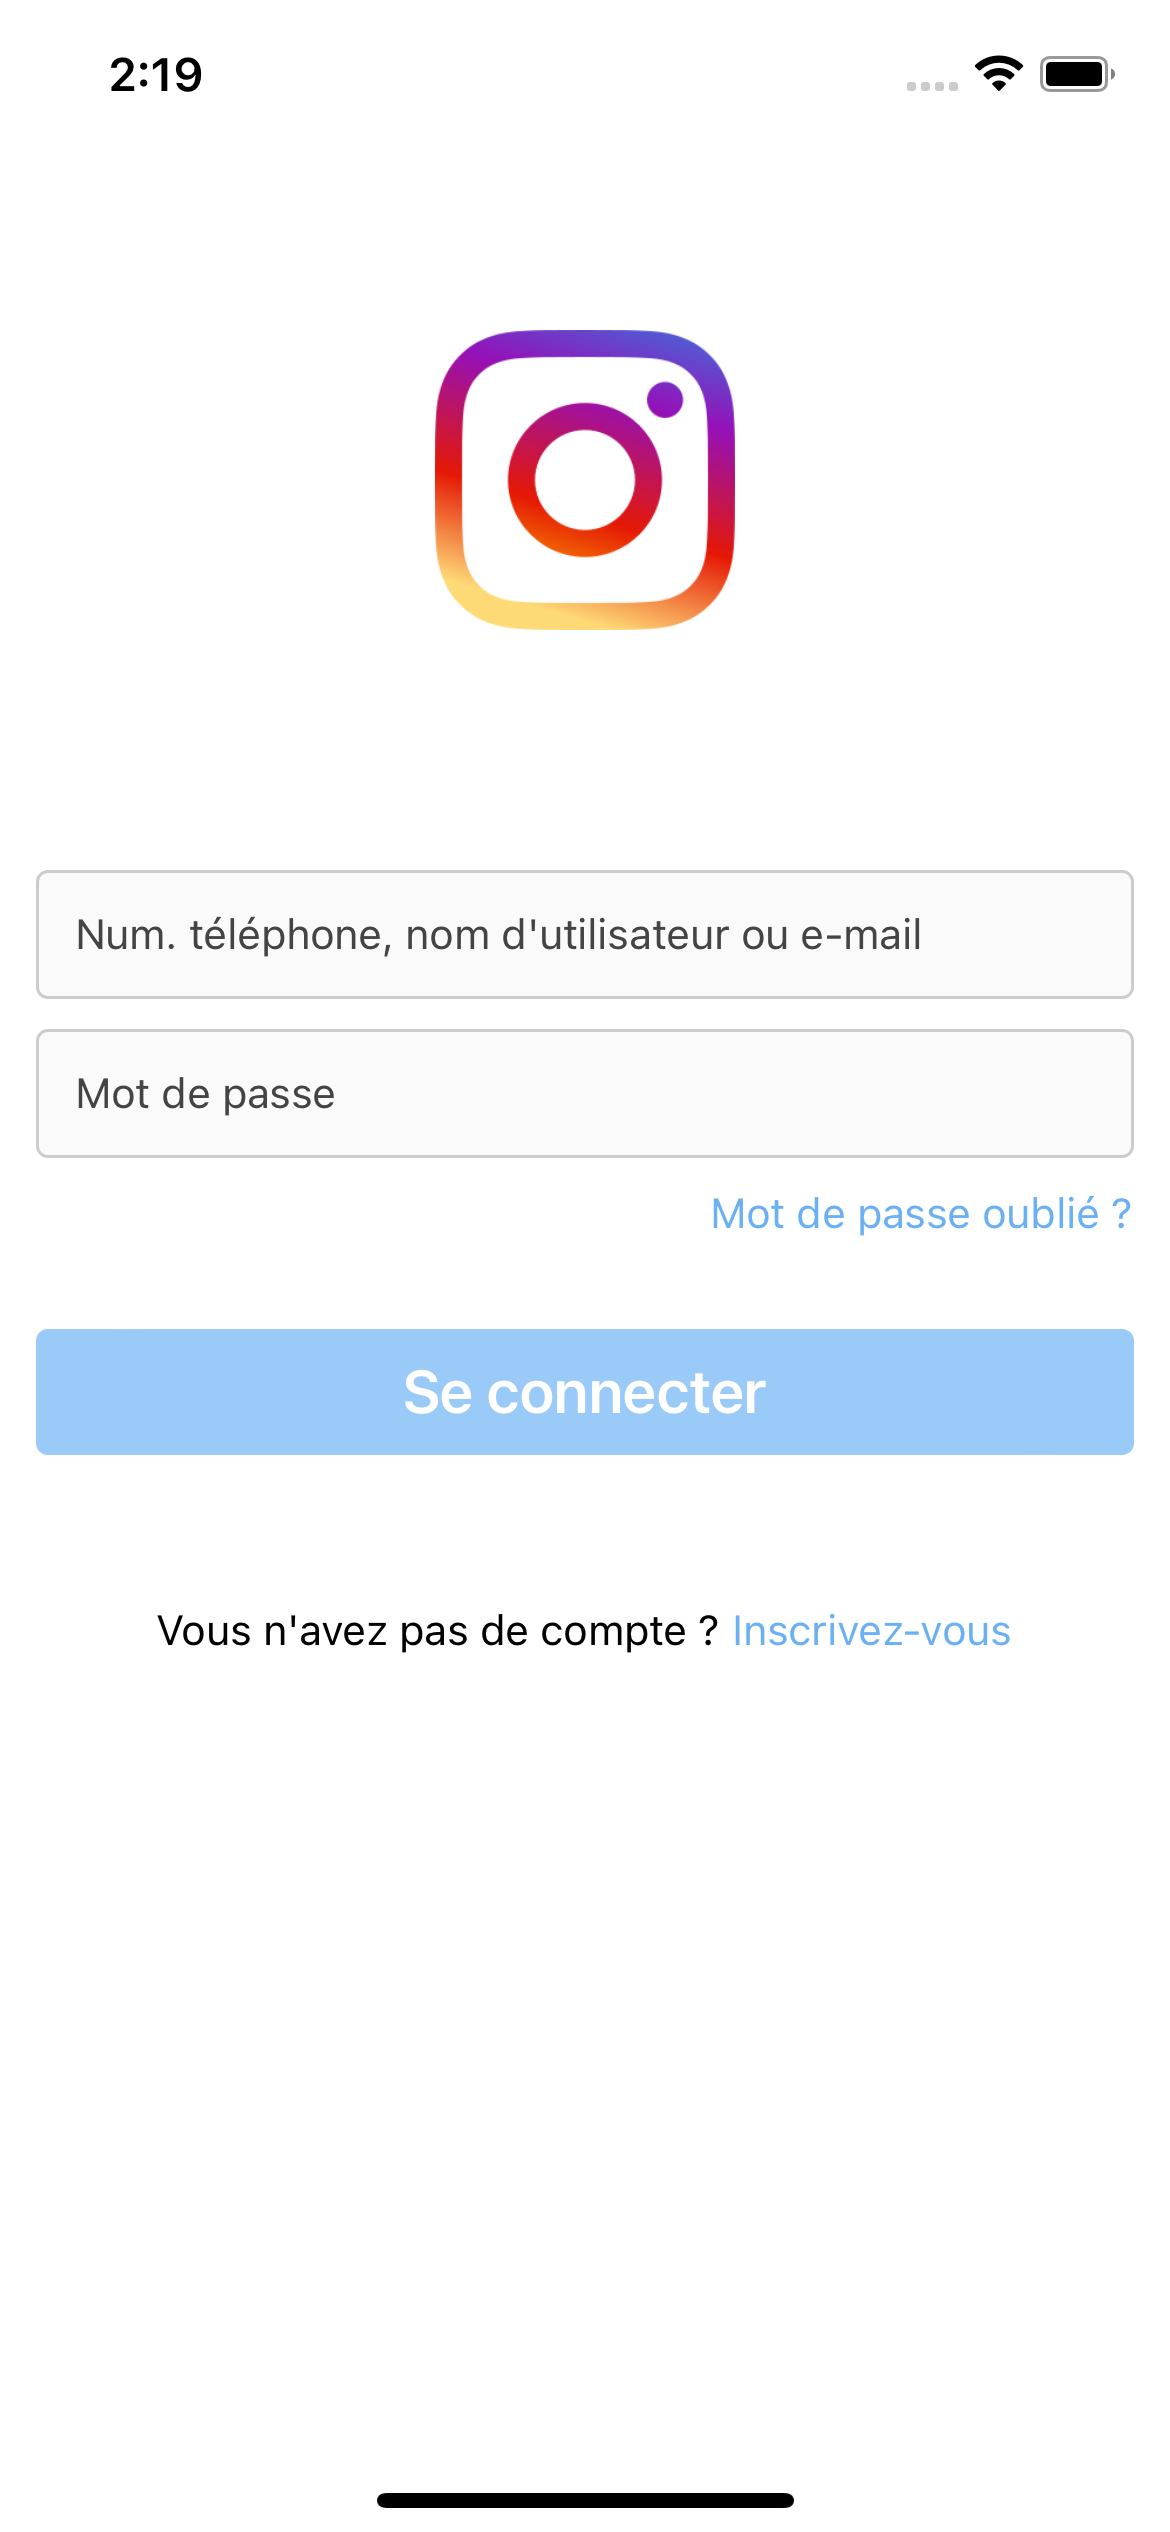 2:19
Num. téléphone, nom d'utilisateur ou e-mail
Mot de passe
Mot de passe oublié ?
Se connecter
Vous n'avez pas de compte ? Inscrivez-vous